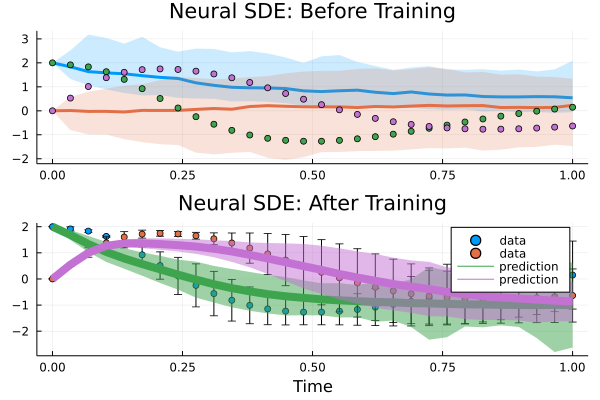 Neural SDE: Before Training
3
2
1
0
−1
−2
0.00 0.25 0.50 0.75 1.00
Neural SDE: After Training
2
1
0
−1
−2
data
data
prediction
prediction
0.00 0.25 0.50 0.75 1.00
Time